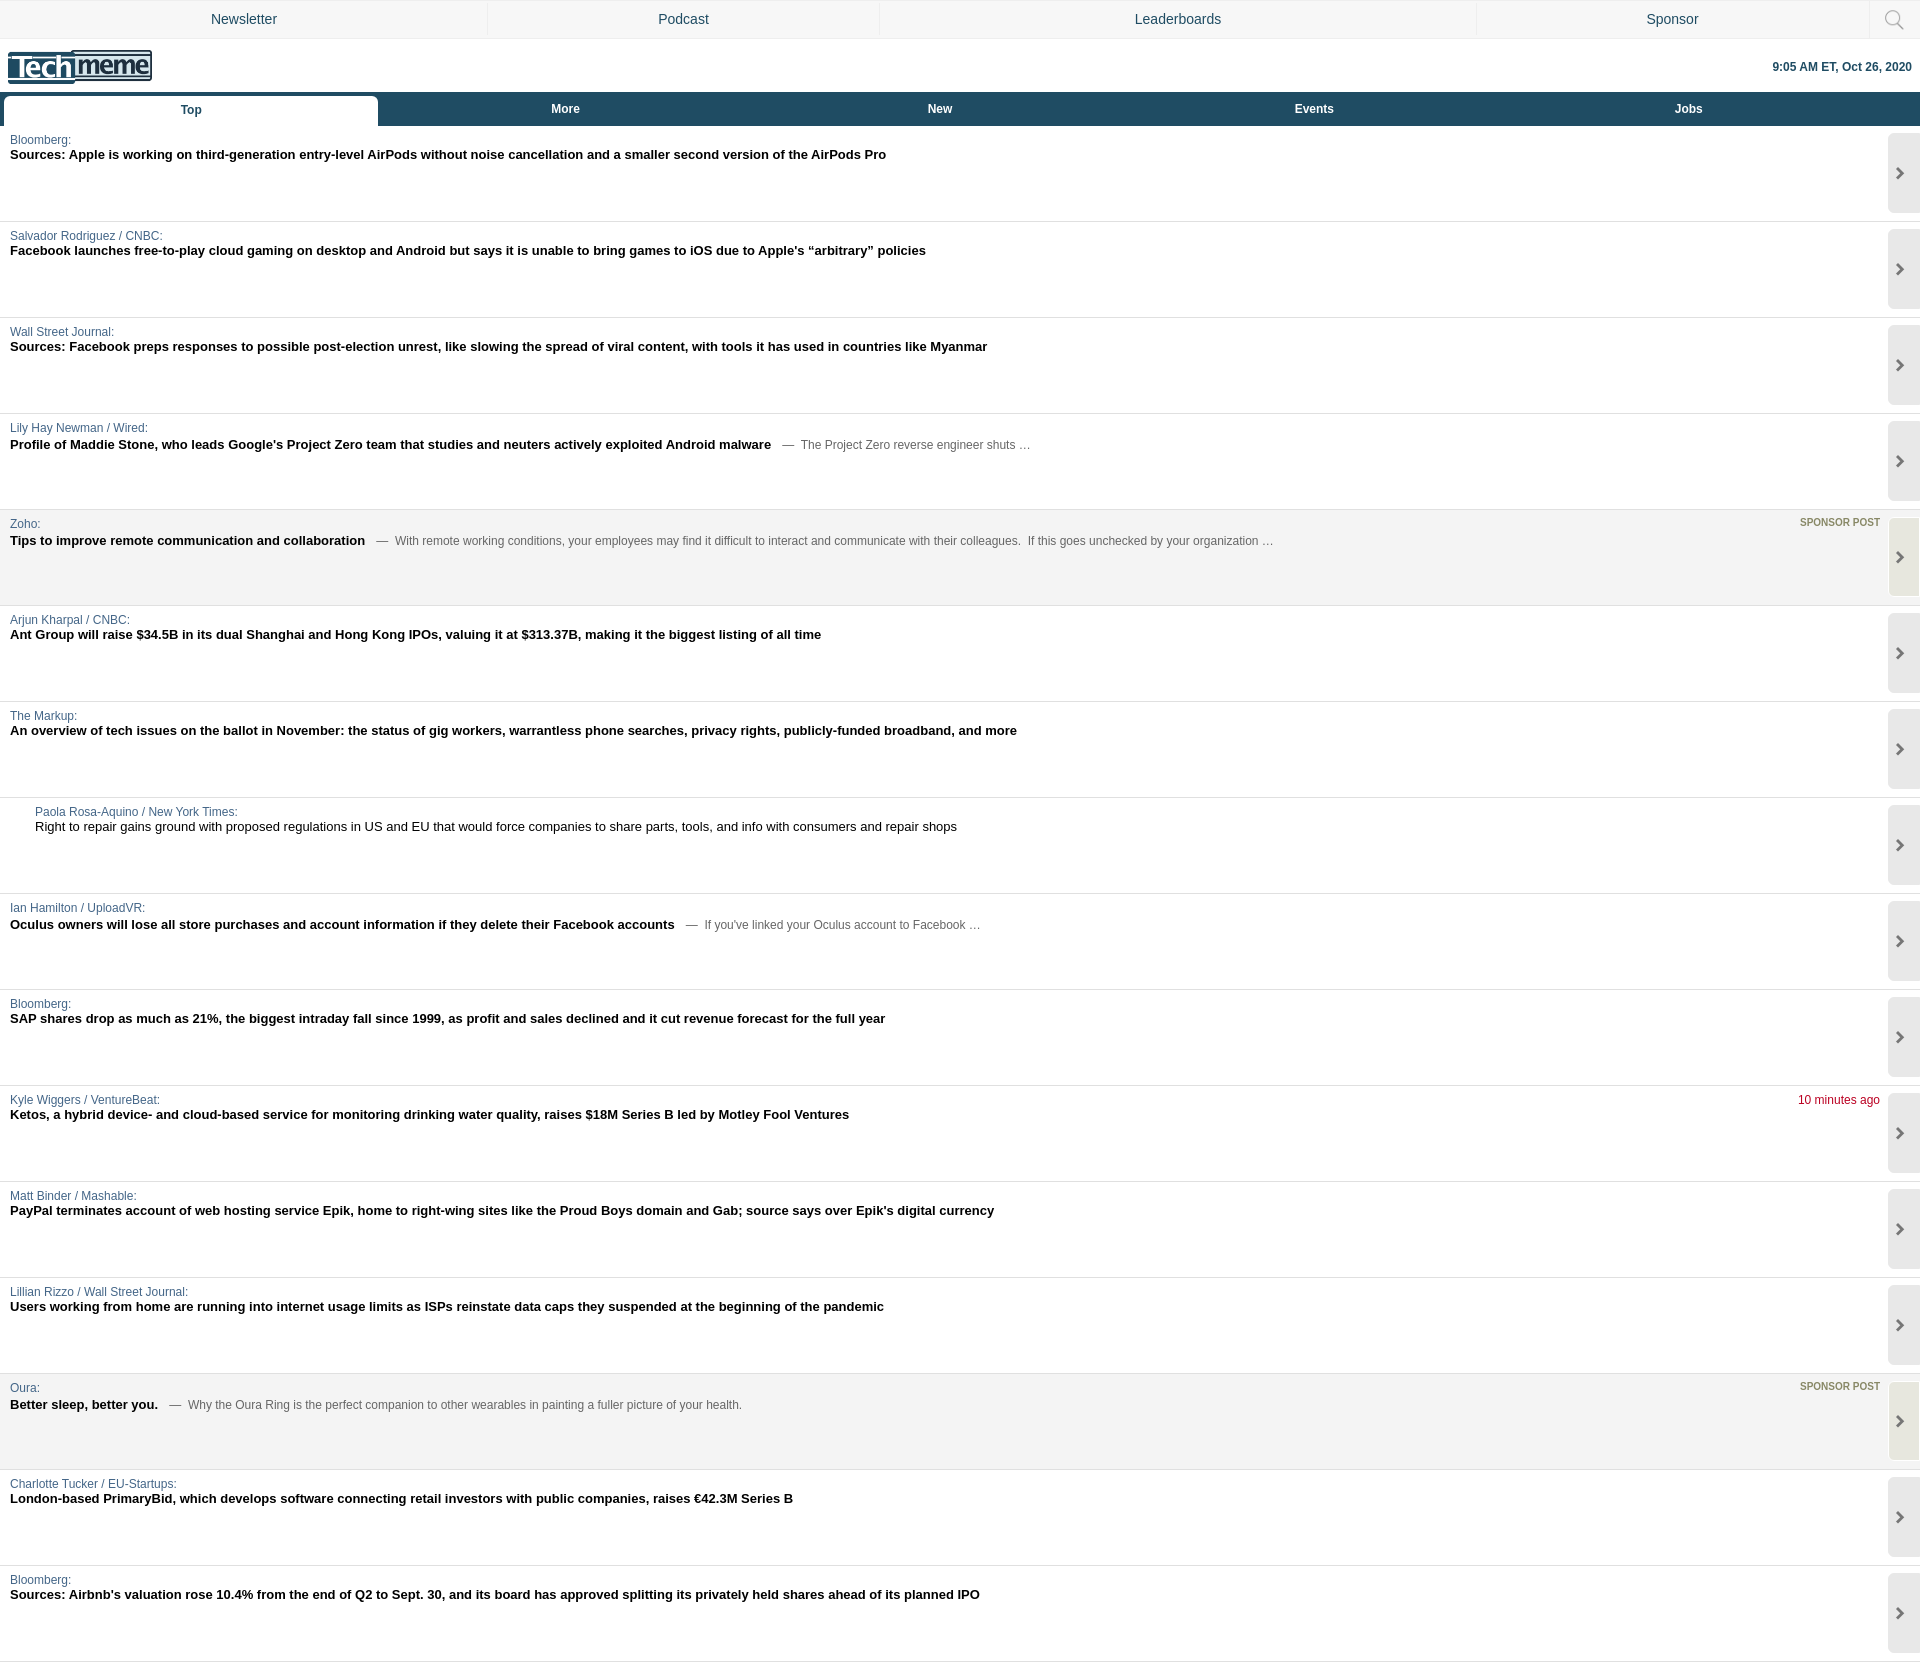 Newsletter
Podcast
Leaderboards
Sponsor
Techmeme
9:05 AM ET, Oct 26, 2020
Top
More
New
Events
Jobs
Bloomberg:
Sources: Apple is working on third-generation entry-level AirPods without noise cancellation and a smaller second version of the AirPods Pro
Salvador Rodriguez / CNBC:
Facebook launches free-to-play cloud gaming on desktop and Android but says it is unable to bring games to iOS due to Apple's “arbitrary” policies
Wall Street Journal:
Sources: Facebook preps responses to possible post-election unrest, like slowing the spread of viral content, with tools it has used in countries like Myanmar
Lily Hay Newman / Wired:
Profile of Maddie Stone, who leads Google's Project Zero team that studies and neuters actively exploited Android malware — The Project Zero reverse engineer shuts …
Zoho:
SPONSOR POST
Tips to improve remote communication and collaboration — With remote working conditions, your employees may find it difficult to interact and communicate with their colleagues. If this goes unchecked by your organization …
Arjun Kharpal / CNBC:
Ant Group will raise $34.5B in its dual Shanghai and Hong Kong IPOs, valuing it at $313.37B, making it the biggest listing of all time
The Markup:
An overview of tech issues on the ballot in November: the status of gig workers, warrantless phone searches, privacy rights, publicly-funded broadband, and more
Paola Rosa-Aquino / New York Times:
Right to repair gains ground with proposed regulations in US and EU that would force companies to share parts, tools, and info with consumers and repair shops
Ian Hamilton / UploadVR:
Oculus owners will lose all store purchases and account information if they delete their Facebook accounts — If you've linked your Oculus account to Facebook …
Bloomberg:
SAP shares drop as much as 21%, the biggest intraday fall since 1999, as profit and sales declined and it cut revenue forecast for the full year
Kyle Wiggers / VentureBeat:
10 minutes ago
Ketos, a hybrid device- and cloud-based service for monitoring drinking water quality, raises $18M Series B led by Motley Fool Ventures
Matt Binder / Mashable:
PayPal terminates account of web hosting service Epik, home to right-wing sites like the Proud Boys domain and Gab; source says over Epik's digital currency
Lillian Rizzo / Wall Street Journal:
Users working from home are running into internet usage limits as ISPs reinstate data caps they suspended at the beginning of the pandemic
Oura:
SPONSOR POST
Better sleep, better you. — Why the Oura Ring is the perfect companion to other wearables in painting a fuller picture of your health.
Charlotte Tucker / EU-Startups:
London-based PrimaryBid, which develops software connecting retail investors with public companies, raises €42.3M Series B
Bloomberg:
Sources: Airbnb's valuation rose 10.4% from the end of Q2 to Sept. 30, and its board has approved splitting its privately held shares ahead of its planned IPO